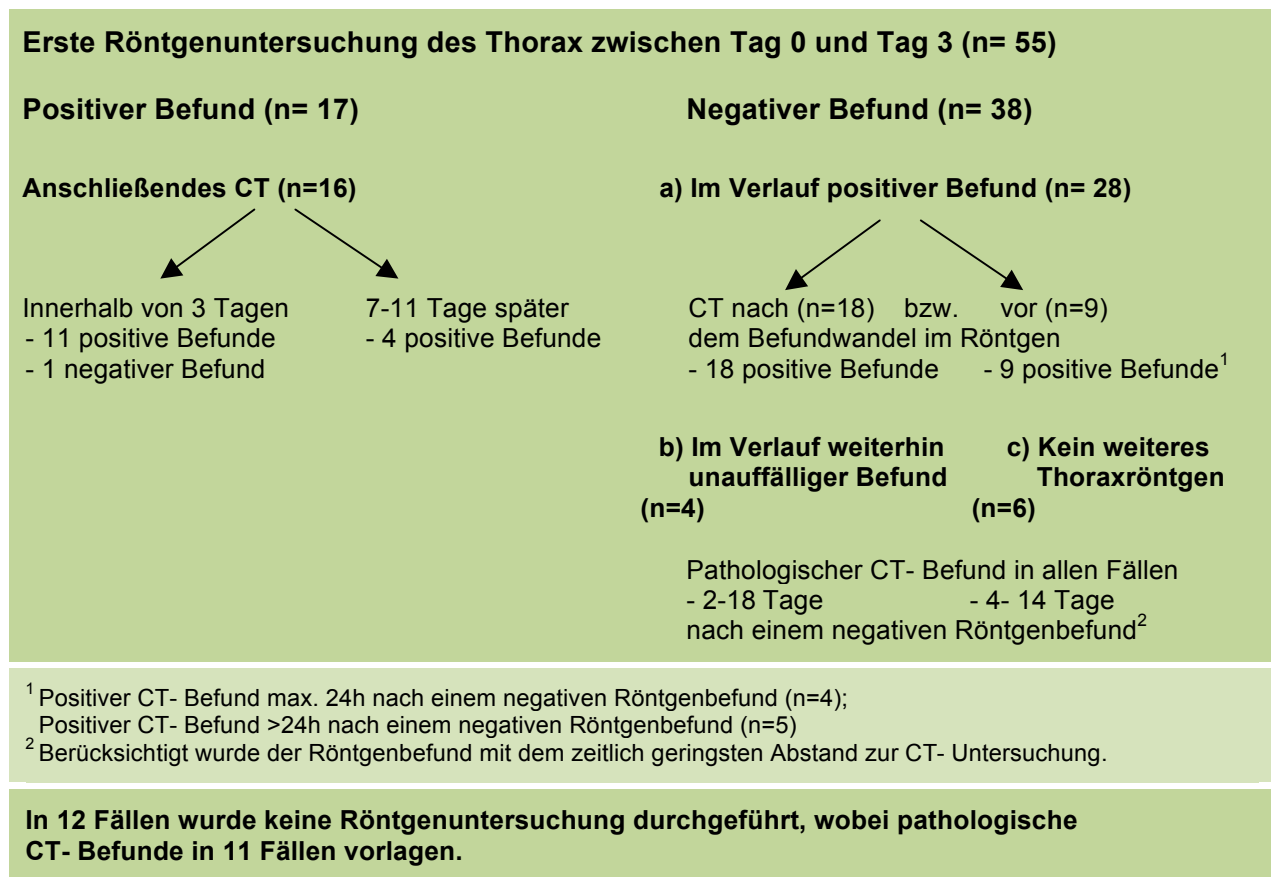 Erste Röntgenuntersuchung des Thorax zwischen Tag 0 und Tag 3 (n= 55)
Positiver Befund (n= 17)
Negativer Befund (n= 38)
Anschließendes CT (n=16)
a) Im Verlauf positiver Befund (n= 28)
Innerhalb von 3 Tagen
- 11 positive Befunde
- 1 negativer Befund
7-11 Tage später
- 4 positive Befunde
CT nach (n=18) bzw. vor (n=9)
dem Befundwandel im Röntgen
- 18 positive Befunde - 9 positive Befunde1
b) Im Verlauf weiterhin
unauffälliger Befund
(n=4)
c) Kein weiteres
Thoraxröntgen
(n=6)
Pathologischer CT- Befund in allen Fällen
- 2-18 Tage - 4- 14 Tage
nach einem negativen Röntgenbefund2
1 Positiver CT- Befund max. 24h nach einem negativen Röntgenbefund (n=4);
Positiver CT- Befund >24h nach einem negativen Röntgenbefund (n=5)
2 Berücksichtigt wurde der Röntgenbefund mit dem zeitlich geringsten Abstand zur CT- Untersuchung.
In 12 Fällen wurde keine Röntgenuntersuchung durchgeführt, wobei pathologische
CT- Befunde in 11 Fällen vorlagen.